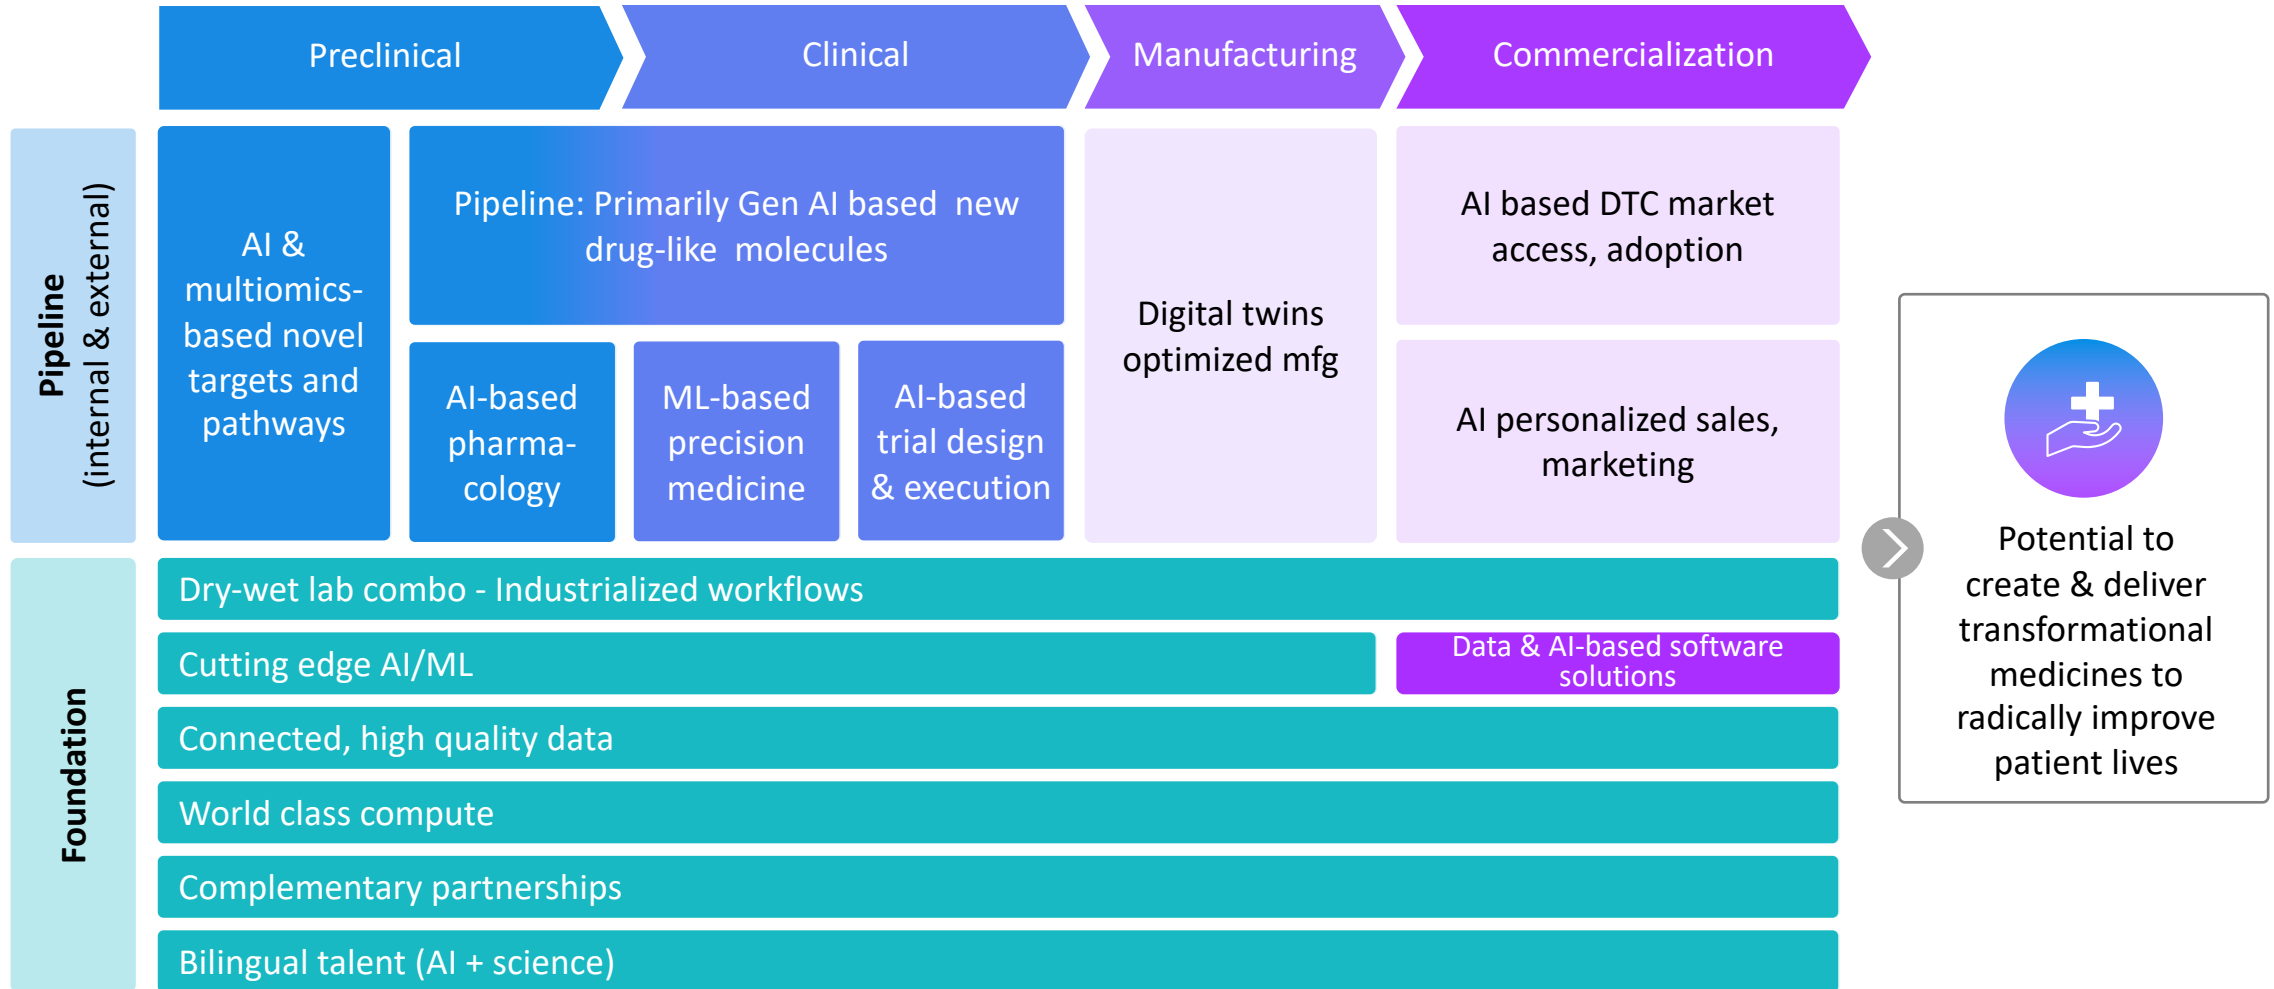 Preclinical
Clinical
Manufacturing
Commercialization
Pipeline
(internal & external)
AI &
multiomics-
based novel
targets and
pathways
Pipeline: Primarily Gen AI based new
drug-like molecules
AI-based
pharma-
cology
ML-based
precision
medicine
AI-based
trial design
& execution
Digital twins
optimized mfg
AI based DTC market
access, adoption
AI personalized sales,
marketing
Foundation
Dry-wet lab combo - Industrialized workflows
Cutting edge AI/ML
Data & AI-based software
solutions
Connected, high quality data
World class compute
Complementary partnerships
Bilingual talent (AI + science)
Potential to
create & deliver
transformational
medicines to
radically improve
patient lives